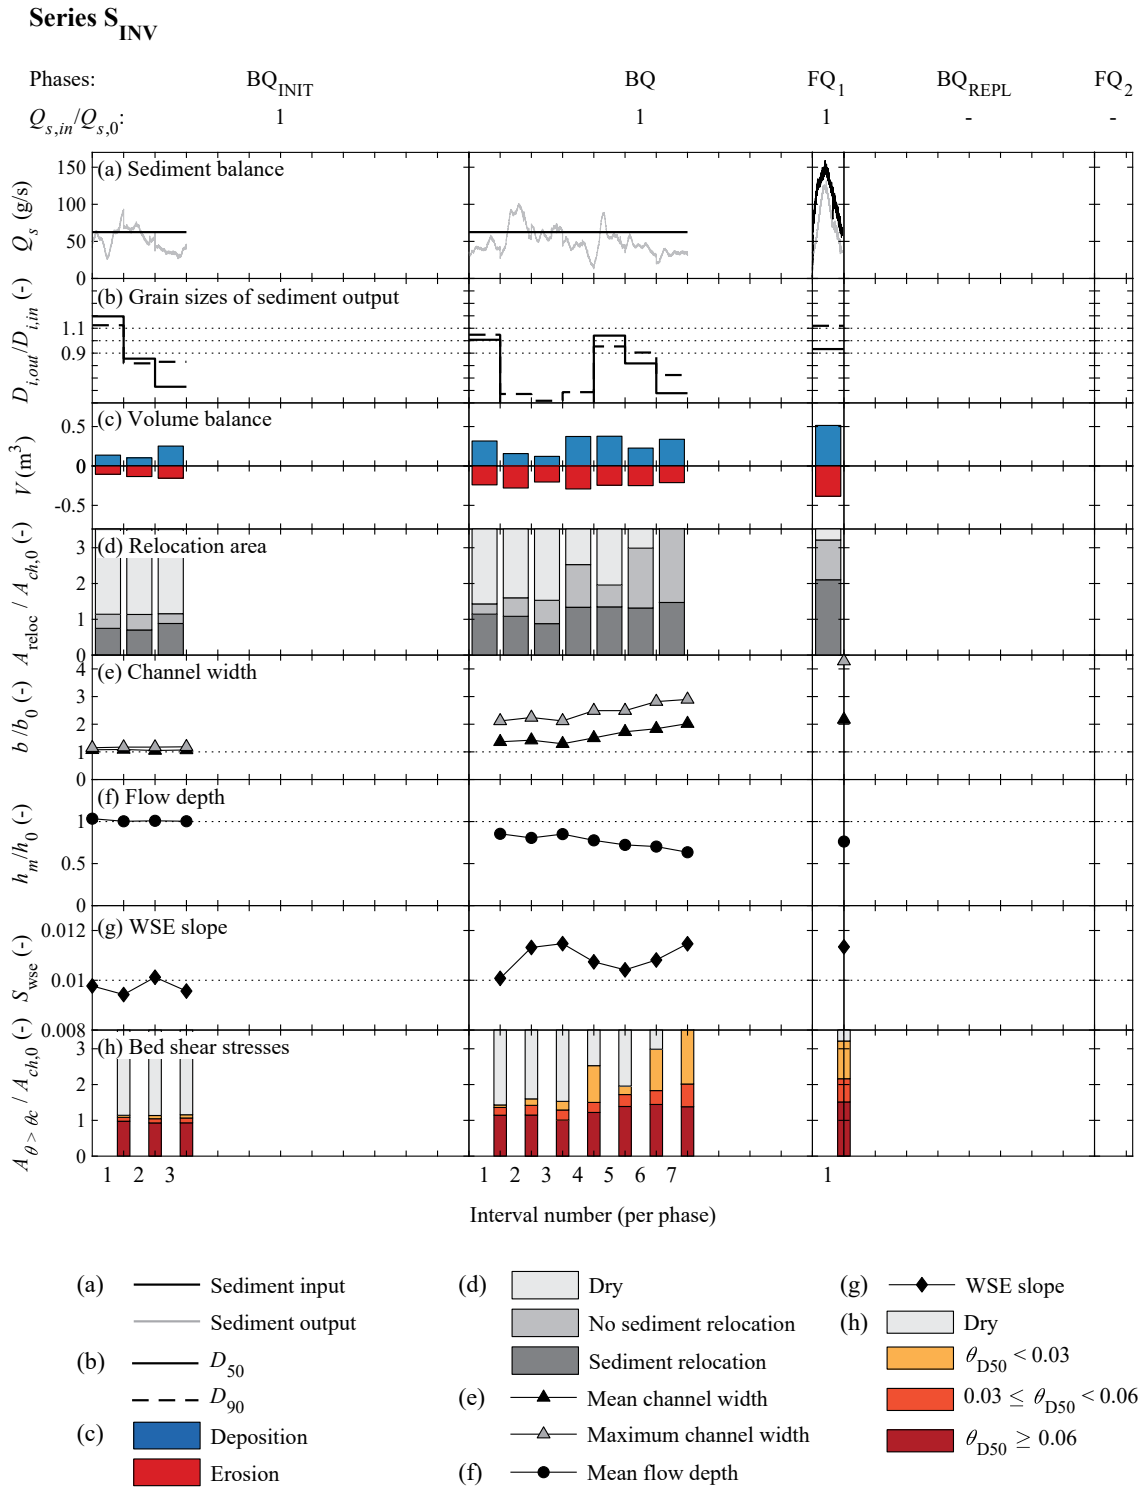 Series S_INV
Phases: BQ_INIT BQ FQ_1 BQ_REPL FQ_2
Q_s,in/Q_s,0: 1 1 1 - -
(a) Sediment balance
Q_s (g/s)
150
100
50
0
(b) Grain sizes of sediment output
D_i,out/D_i,in (-)
1.1
0.9
(c) Volume balance
V (m³)
0.5
0
-0.5
(d) Relocation area
A_reloc / A_ch,0 (-)
3
2
1
0
(e) Channel width
b/b_0 (-)
4
3
2
1
0
(f) Flow depth
h_m/h_0 (-)
1
0.5
0
(g) WSE slope
S_wse (-)
0.012
0.01
0.008
(h) Bed shear stresses
A_θ > θc / A_ch,0 (-)
3
2
1
0
1 2 3 1 2 3 4 5 6 7 1
Interval number (per phase)
(a) Sediment input
Sediment output
(b) D_50
D_90
(c) Deposition
Erosion
(d) Dry
No sediment relocation
Sediment relocation
(e) Mean channel width
Maximum channel width
(f) Mean flow depth
(g) WSE slope
(h) Dry
θ_D50 < 0.03
0.03 ≤ θ_D50 < 0.06
θ_D50 ≥ 0.06